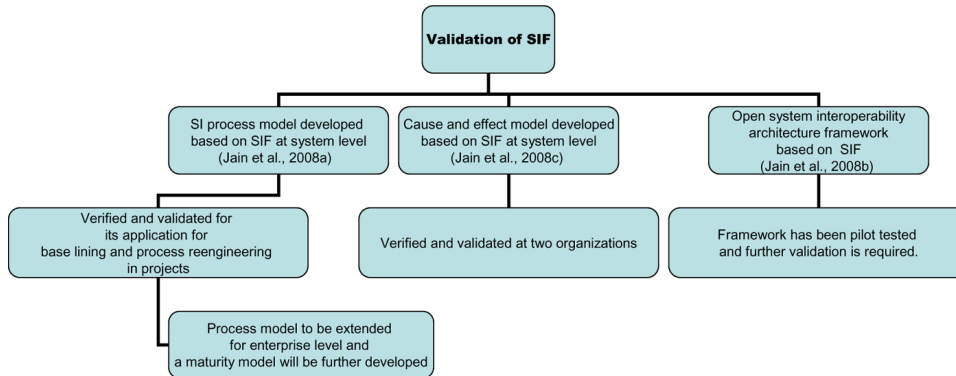 Validation of SIF
SI process model developed
based on SIF at system level
(Jain et al., 2008a)
Cause and effect model developed
based on SIF at system level
(Jain et al., 2008c)
Open system interoperability
architecture framework
based on SIF
(Jain et al., 2008b)
Verified and validated for
its application for
base lining and process reengineering
in projects
Verified and validated at two organizations
Framework has been pilot tested
and further validation is required.
Process model to be extended
for enterprise level and
a maturity model will be further developed